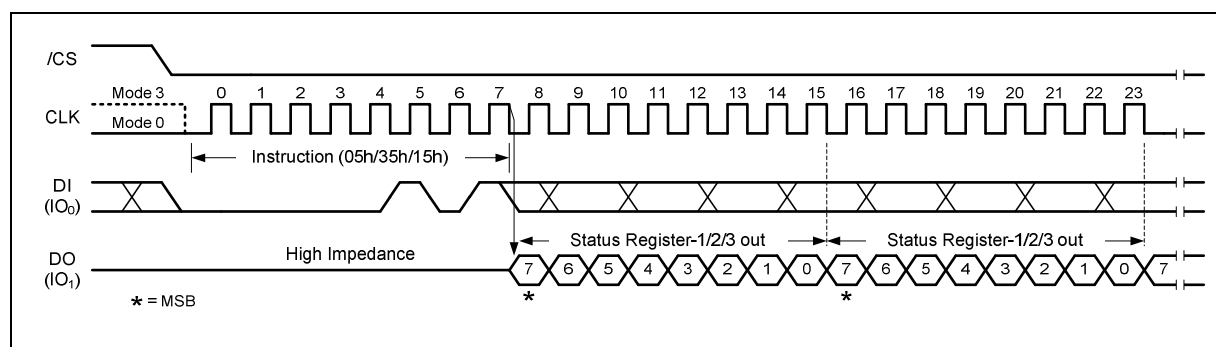 /CS
Mode 3 0 1 2 3 4 5 6 7 8 9 10 11 12 13 14 15 16 17 18 19 20 21 22 23
CLK
Mode 0
Instruction (05h/35h/15h)
DI
(IO0)
Status Register-1/2/3 out Status Register-1/2/3 out
High Impedance
DO
(IO1)
7 6 5 4 3 2 1 0 7 6 5 4 3 2 1 0 7
* *
* = MSB